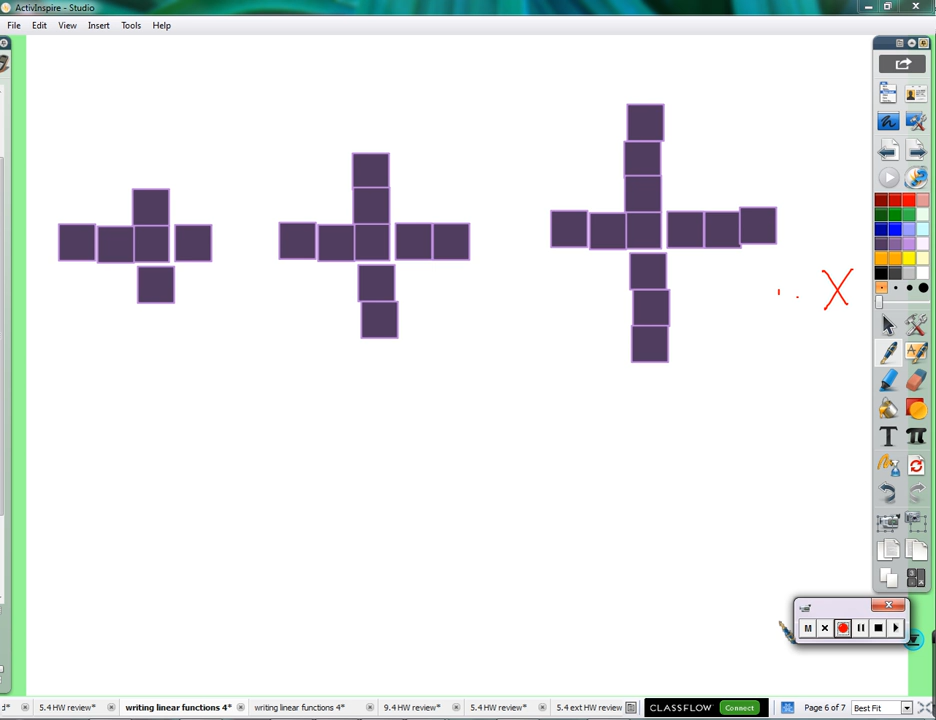 ActivInspire - Studio
File Edit View Insert Tools Help
X
M
5.4 HW review* writing linear functions 4* writing linear functions 4* 9.4 HW review* 5.4 HW review* 5.4 ext HW review CLASSFLOW Connect Page 6 of 7 Best Fit